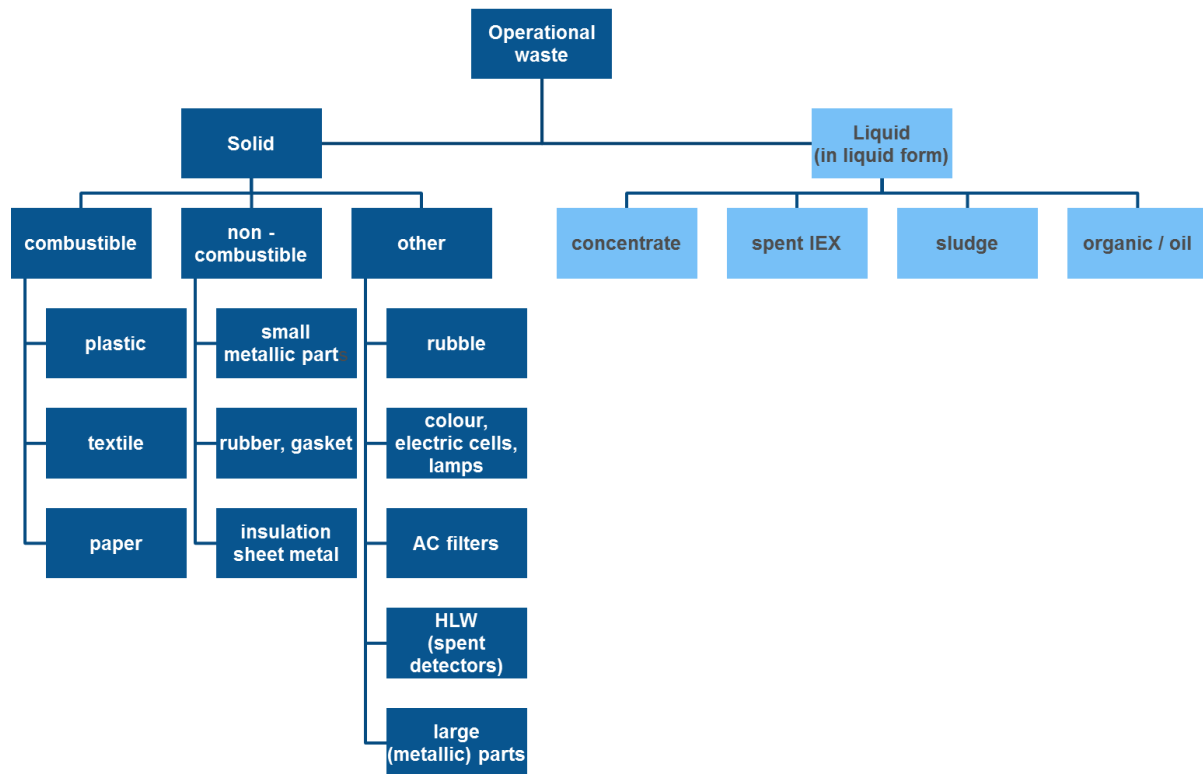 Operational
waste
Solid
Liquid
(in liquid form)
combustible
non -
combustible
other
concentrate
spent IEX
sludge
organic / oil
plastic
small
metallic parts
rubble
textile
rubber, gasket
colour,
electric cells,
lamps
paper
insulation
sheet metal
AC filters
HLW
(spent
detectors)
large
(metallic) parts